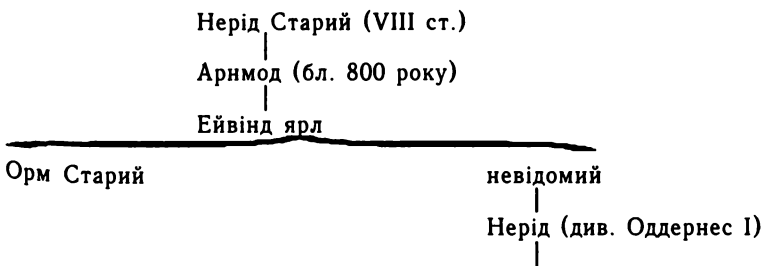 Нерід Старий (VIII ст.)
Арнмод (бл. 800 року)
Ейвінд ярл
Орм Старий невідомий
Нерід (див. Оддернес I)